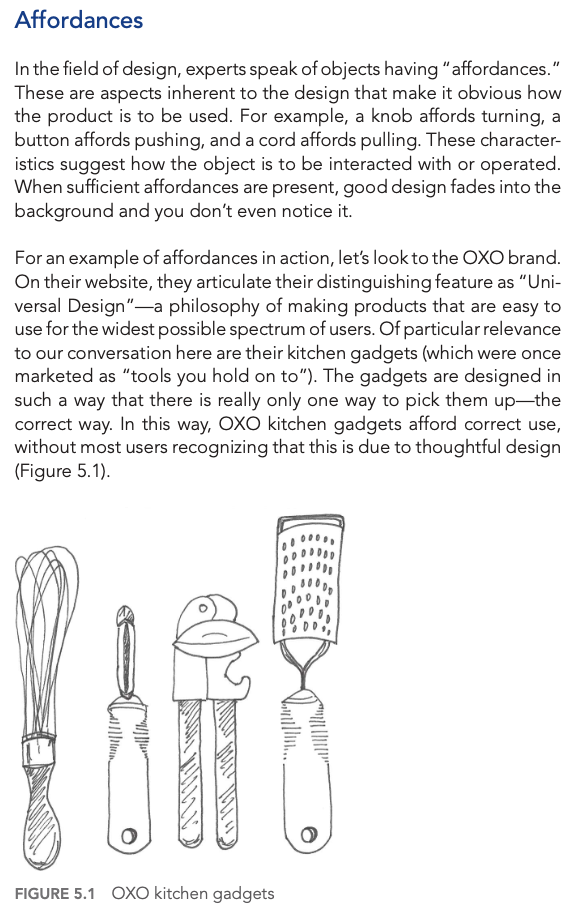 Affordances
In the field of design, experts speak of objects having “affordances.”
These are aspects inherent to the design that make it obvious how
the product is to be used. For example, a knob affords turning, a
button affords pushing, and a cord affords pulling. These character-
istics suggest how the object is to be interacted with or operated.
When sufficient affordances are present, good design fades into the
background and you don’t even notice it.
For an example of affordances in action, let’s look to the OXO brand.
On their website, they articulate their distinguishing feature as “Uni-
versal Design”—a philosophy of making products that are easy to
use for the widest possible spectrum of users. Of particular relevance
to our conversation here are their kitchen gadgets (which were once
marketed as “tools you hold on to”). The gadgets are designed in
such a way that there is really only one way to pick them up—the
correct way. In this way, OXO kitchen gadgets afford correct use,
without most users recognizing that this is due to thoughtful design
(Figure 5.1).
FIGURE 5.1 OXO kitchen gadgets